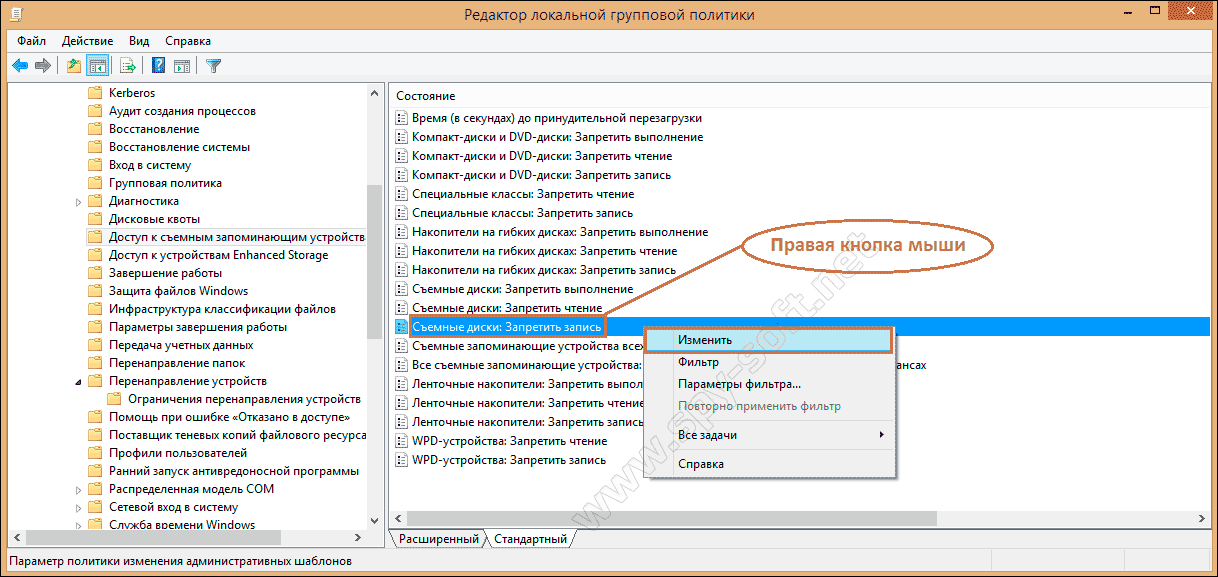 Редактор локальной групповой политики
Файл Действие Вид Справка
Kerberos
Аудит создания процессов
Восстановление
Восстановление системы
Вход в систему
Групповая политика
Диагностика
Дисковые квоты
Доступ к съемным запоминающим устройств
Доступ к устройствам Enhanced Storage
Завершение работы
Защита файлов Windows
Инфраструктура классификации файлов
Параметры завершения работы
Передача учетных данных
Перенаправление папок
Перенаправление устройств
Ограничения перенаправления устройств
Помощь при ошибке «Отказано в доступе»
Поставщик теневых копий файлового ресурса
Профили пользователей
Ранний запуск антивредоносной программы
Распределенная модель COM
Сетевой вход в систему
Служба времени Windows
Состояние
Время (в секундах) до принудительной перезагрузки
Компакт-диски и DVD-диски: Запретить выполнение
Компакт-диски и DVD-диски: Запретить чтение
Компакт-диски и DVD-диски: Запретить запись
Специальные классы: Запретить чтение
Специальные классы: Запретить запись
Накопители на гибких дисках: Запретить выполнение
Накопители на гибких дисках: Запретить чтение
Накопители на гибких дисках: Запретить запись
Съемные диски: Запретить выполнение
Съемные диски: Запретить чтение
Съемные диски: Запретить запись
Съемные запоминающие устройства всех
Все съемные запоминающие устройства: ансах
Ленточные накопители: Запретить выпол
Ленточные накопители: Запретить чтение
Ленточные накопители: Запретить запись
WPD-устройства: Запретить чтение
WPD-устройства: Запретить запись
Правая кнопка мыши
Изменить
Фильтр
Параметры фильтра...
Повторно применить фильтр
Все задачи
Справка
www.spy-soft.net
Расширенный Стандартный
Параметр политики изменения административных шаблонов